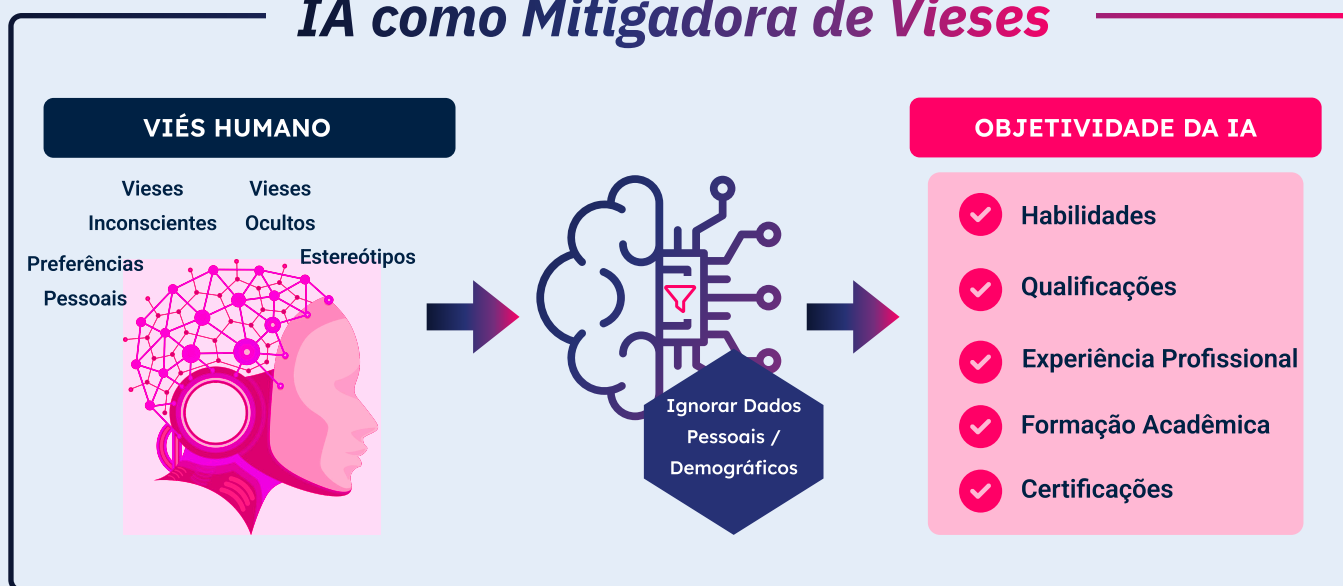 IA como Mitigadora de Vieses
VIÉS HUMANO
Vieses
Inconscientes
Vieses
Ocultos
Preferências
Pessoais
Estereótipos
Ignorar Dados
Pessoais /
Demográficos
OBJETIVIDADE DA IA
Habilidades
Qualificações
Experiência Profissional
Formação Acadêmica
Certificações